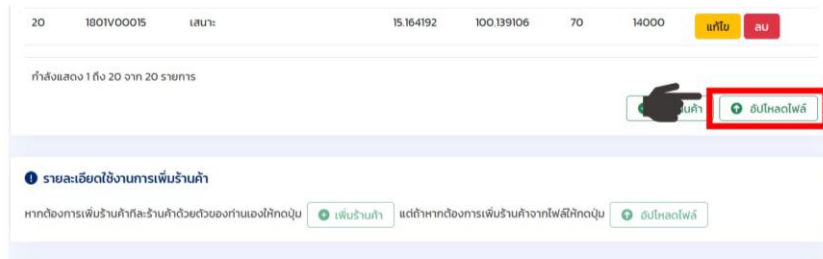 20 1801V00015 เสนาะ 15.164192 100.139106 70 14000 แก้ไข ลบ
กำลังแสดง 1 ถึง 20 จาก 20 รายการ
อัปโหลดไฟล์
รายละเอียดใช้งานการเพิ่มร้านค้า
หากต้องการเพิ่มร้านค้าทีละร้านค้าด้วยตัวของท่านเองให้กดปุ่ม เพิ่มร้านค้า แต่ถ้าหากต้องการเพิ่มร้านค้าจากไฟล์ให้กดปุ่ม อัปโหลดไฟล์